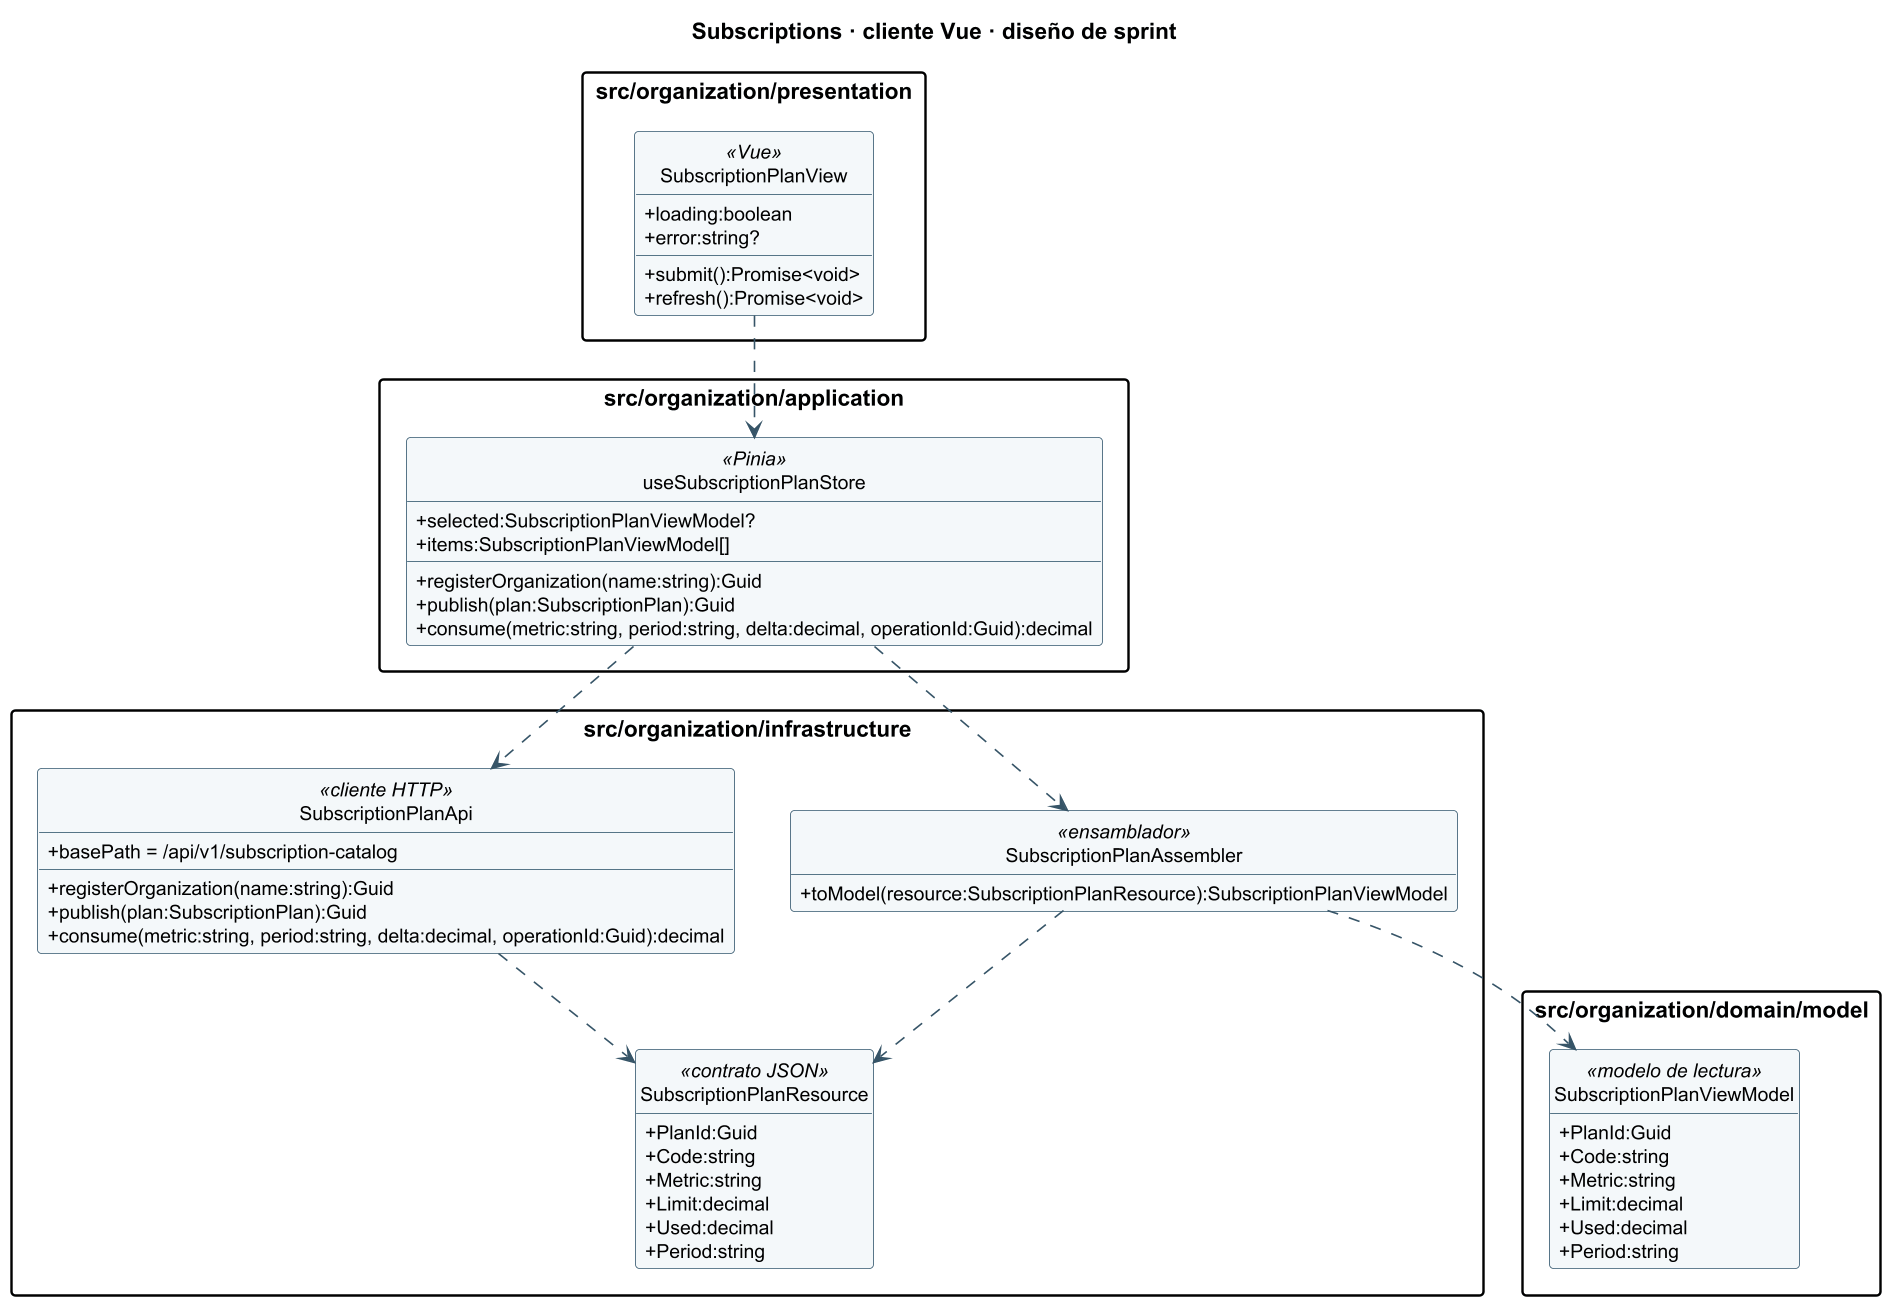 Subscriptions · cliente Vue · diseño de sprint
src/organization/presentation
«Vue»
SubscriptionPlanView
+loading:boolean
+error:string?
+submit():Promise<void>
+refresh():Promise<void>
src/organization/application
«Pinia»
useSubscriptionPlanStore
+selected:SubscriptionPlanViewModel?
+items:SubscriptionPlanViewModel[]
+registerOrganization(name:string):Guid
+publish(plan:SubscriptionPlan):Guid
+consume(metric:string, period:string, delta:decimal, operationId:Guid):decimal
src/organization/infrastructure
«cliente HTTP»
SubscriptionPlanApi
+basePath = /api/v1/subscription-catalog
+registerOrganization(name:string):Guid
+publish(plan:SubscriptionPlan):Guid
+consume(metric:string, period:string, delta:decimal, operationId:Guid):decimal
«ensamblador»
SubscriptionPlanAssembler
+toModel(resource:SubscriptionPlanResource):SubscriptionPlanViewModel
«contrato JSON»
SubscriptionPlanResource
+PlanId:Guid
+Code:string
+Metric:string
+Limit:decimal
+Used:decimal
+Period:string
src/organization/domain/model
«modelo de lectura»
SubscriptionPlanViewModel
+PlanId:Guid
+Code:string
+Metric:string
+Limit:decimal
+Used:decimal
+Period:string